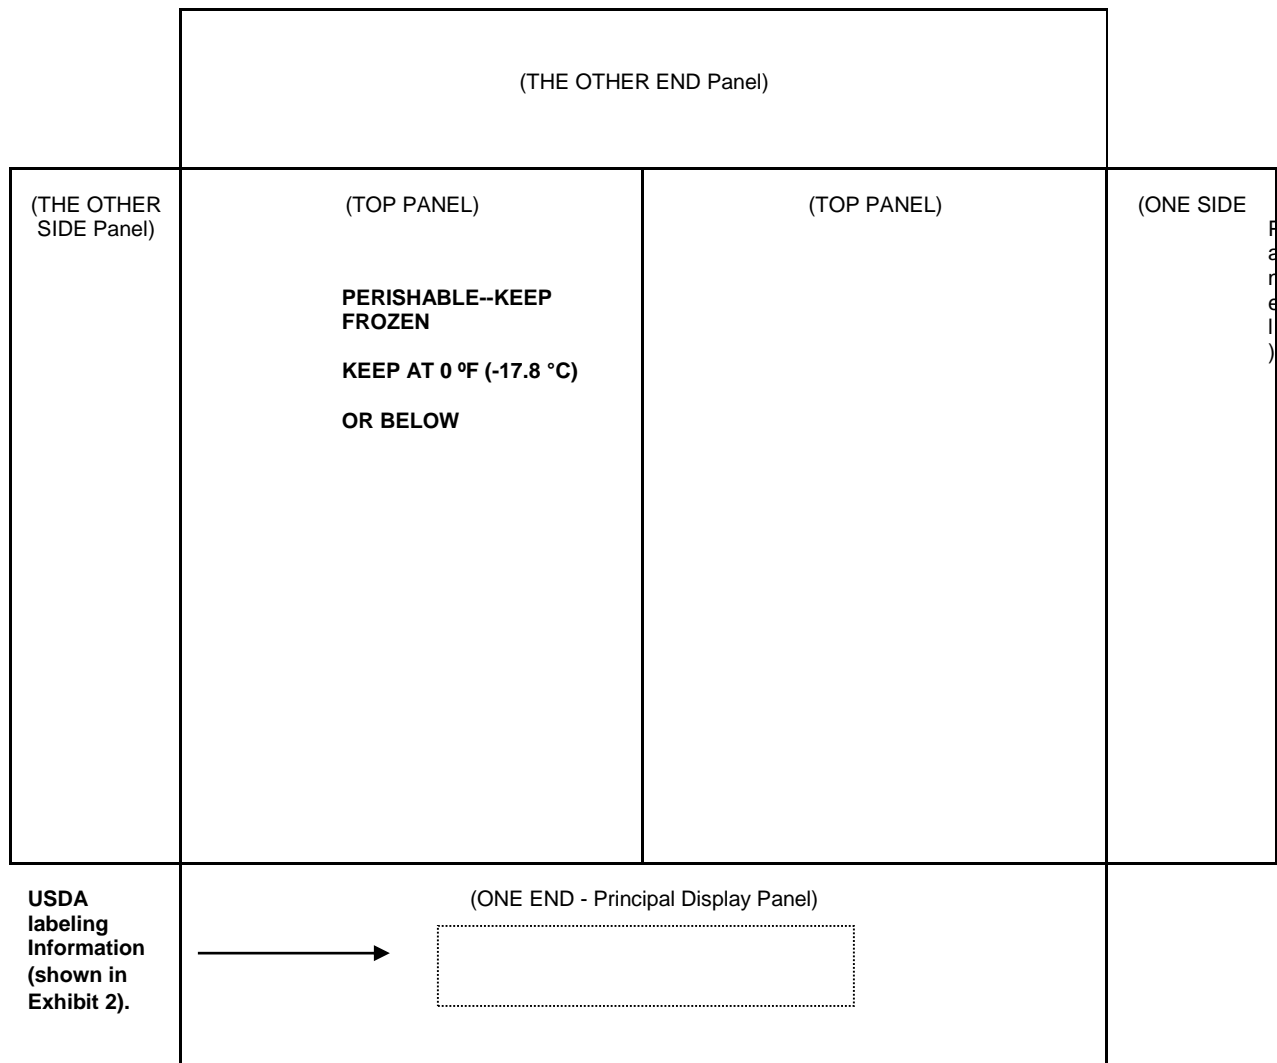 (THE OTHER END Panel)
(THE OTHER
SIDE Panel)
(TOP PANEL)
PERISHABLE--KEEP
FROZEN
KEEP AT 0 ºF (-17.8 °C)
OR BELOW
(TOP PANEL)
(ONE SIDE
Panel)
USDA
labeling
Information
(shown in
Exhibit 2).
(ONE END - Principal Display Panel)